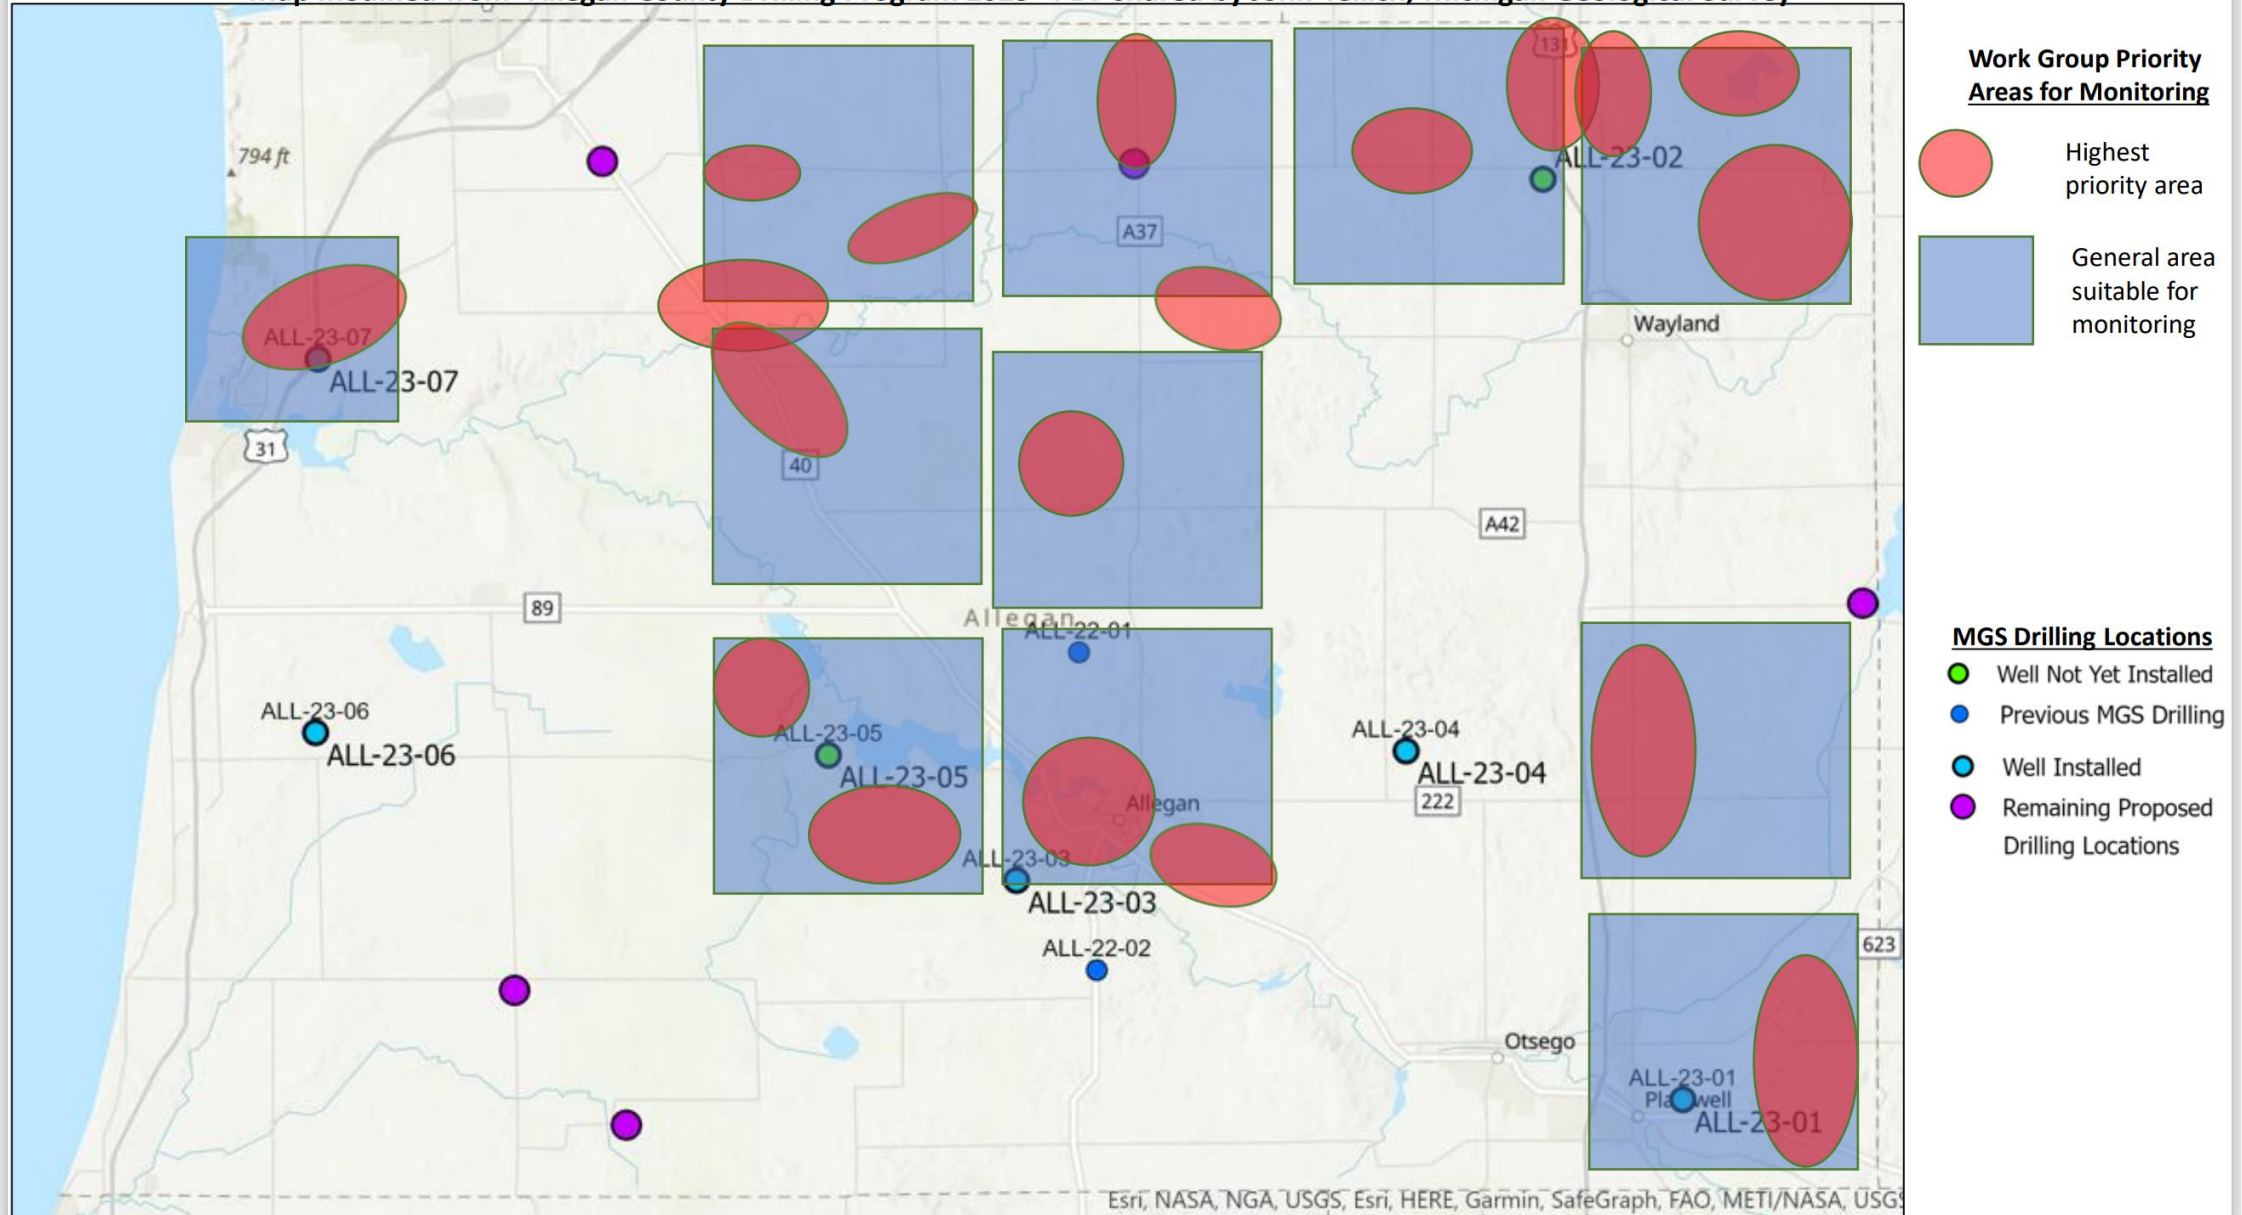 131
794 ft
ALL-23-02
A37
Wayland
ALL-23-07
ALL-23-07
31
40
A42
89
Allegan
ALL-22-01
ALL-23-06
ALL-23-06
ALL-23-05
ALL-23-05
ALL-23-04
ALL-23-04
222
Allegan
ALL-23-03
ALL-23-03
ALL-22-02
623
Otsego
ALL-23-01
ALL-23-01
Esri, NASA, NGA, USGS, Esri, HERE, Garmin, SafeGraph, FAO, METI/NASA, USGS
Work Group Priority
Areas for Monitoring
Highest
priority area
General area
suitable for
monitoring
MGS Drilling Locations
Well Not Yet Installed
Previous MGS Drilling
Well Installed
Remaining Proposed
Drilling Locations